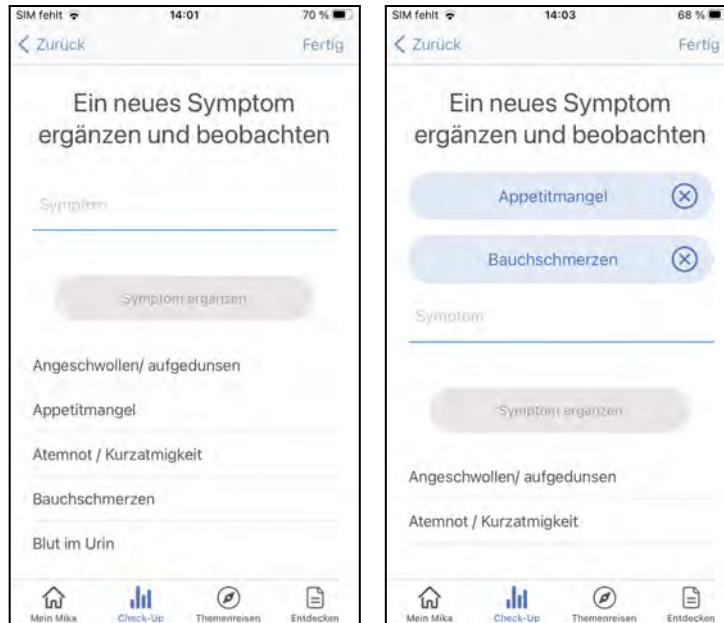 SIM fehlt 14:01 70 %
Zurück Fertig
Ein neues Symptom
ergänzen und beobachten
Symptom
Symptom ergänzen
Angeschwollen/ aufgedunsen
Appetitmangel
Atemnot / Kurzatmigkeit
Bauchschmerzen
Blut im Urin
Mein Mika Check-Up Themenreisen Entdecken
SIM fehlt 14:03 68 %
Zurück Fertig
Ein neues Symptom
ergänzen und beobachten
Appetitmangel
Bauchschmerzen
Symptom
Symptom ergänzen
Angeschwollen/ aufgedunsen
Atemnot / Kurzatmigkeit
Mein Mika Check-Up Themenreisen Entdecken